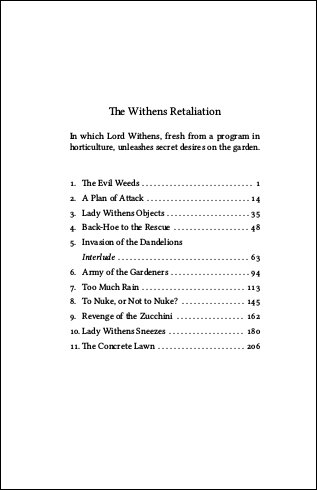 The Withens Retaliation
In which Lord Withens, fresh from a program in
horticulture, unleashes secret desires on the garden.
1. The Evil Weeds . . . . . . . . . . . . . . . . . . . . . . . . . . . 1
2. A Plan of Attack . . . . . . . . . . . . . . . . . . . . . . . . . 14
3. Lady Withens Objects . . . . . . . . . . . . . . . . . . . . 35
4. Back-Hoe to the Rescue . . . . . . . . . . . . . . . . . . 48
5. Invasion of the Dandelions
Interlude . . . . . . . . . . . . . . . . . . . . . . . . . . . . . . . 63
6. Army of the Gardeners . . . . . . . . . . . . . . . . . . . 94
7. Too Much Rain . . . . . . . . . . . . . . . . . . . . . . . . 113
8. To Nuke, or Not to Nuke? . . . . . . . . . . . . . . . 145
9. Revenge of the Zucchini . . . . . . . . . . . . . . . . 162
10. Lady Withens Sneezes . . . . . . . . . . . . . . . . . . 180
11. The Concrete Lawn . . . . . . . . . . . . . . . . . . . . . 206